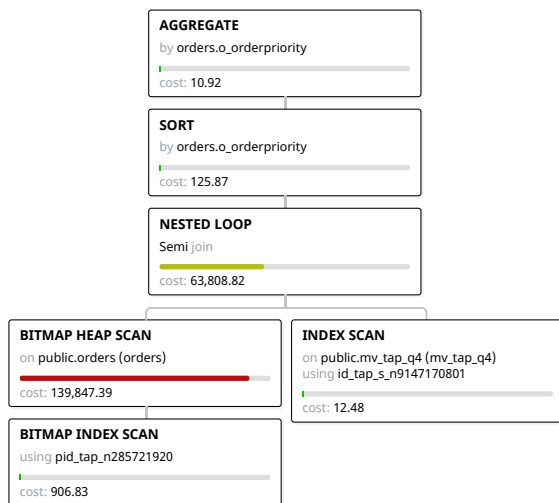 AGGREGATE
by orders.o_orderpriority
cost: 10.92
SORT
by orders.o_orderpriority
cost: 125.87
NESTED LOOP
Semi join
cost: 63,808.82
BITMAP HEAP SCAN
on public.orders (orders)
cost: 139,847.39
INDEX SCAN
on public.mv_tap_q4 (mv_tap_q4)
using id_tap_s_n9147170801
cost: 12.48
BITMAP INDEX SCAN
using pid_tap_n285721920
cost: 906.83